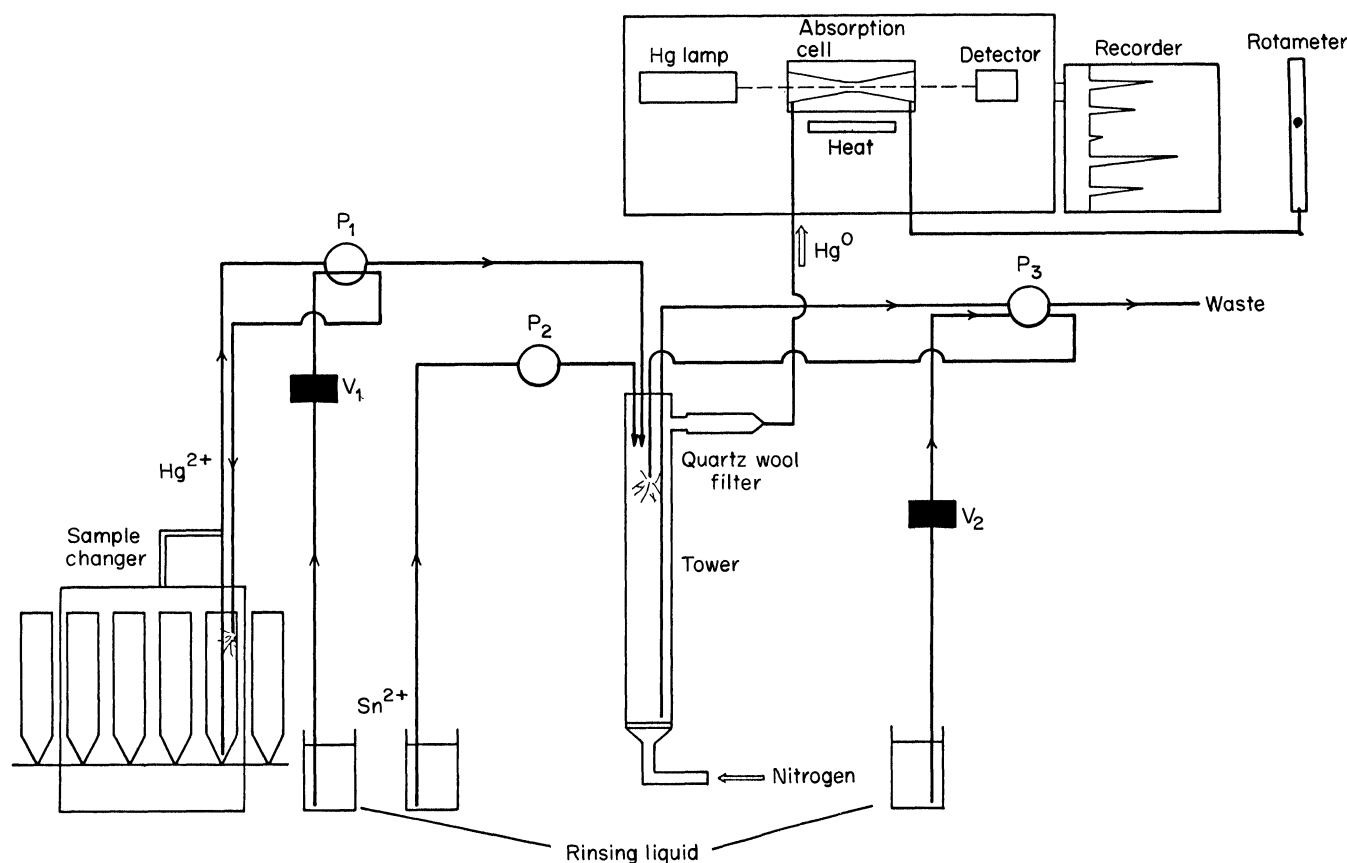 Absorption
cell
Hg lamp
Detector
Recorder
Rotameter
Heat
Hg⁰
P₁
P₂
P₃
Waste
V₁
Hg²⁺
Quartz wool
filter
V₂
Sample
changer
Tower
Sn²⁺
Nitrogen
Rinsing liquid